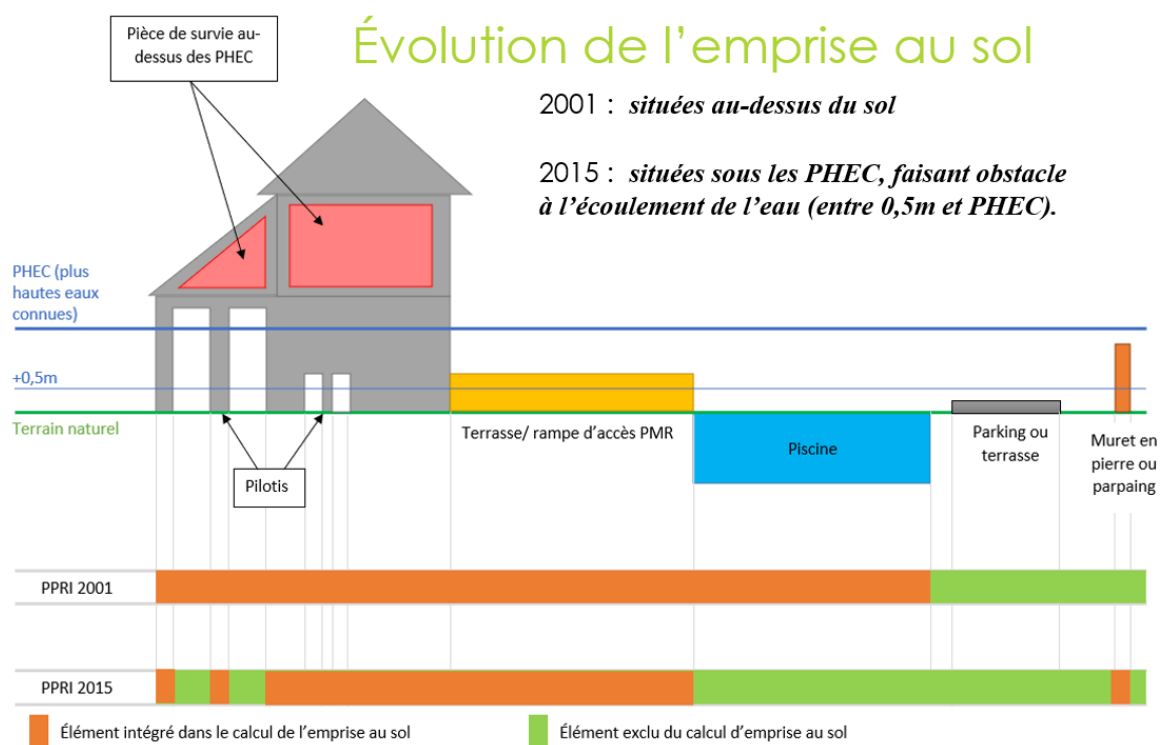 Pièce de survie au-
dessus des PHEC
Évolution de l’emprise au sol
2001 : situées au-dessus du sol
2015 : situées sous les PHEC, faisant obstacle
à l’écoulement de l’eau (entre 0,5m et PHEC).
PHEC (plus
hautes eaux
connues)
+0,5m
Terrain naturel
Pilotis
Terrasse/ rampe d’accès PMR
Piscine
Parking ou
terrasse
Muret en
pierre ou
parpaing
PPRI 2001
PPRI 2015
Élément intégré dans le calcul de l’emprise au sol
Élément exclu du calcul d’emprise au sol